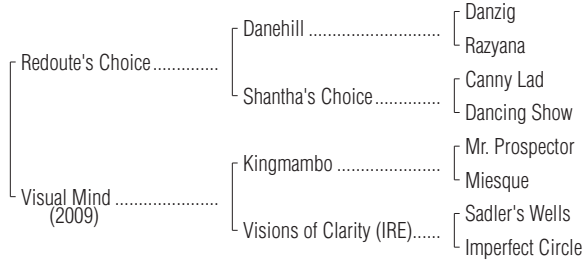 Danzig
Danehill ............................
Razyana
Redoute's Choice..............
Canny Lad
Shantha's Choice..............
Dancing Show
Mr. Prospector
Kingmambo ......................
Miesque
Visual Mind ......................
(2009)
Sadler's Wells
Visions of Clarity (IRE)......
Imperfect Circle